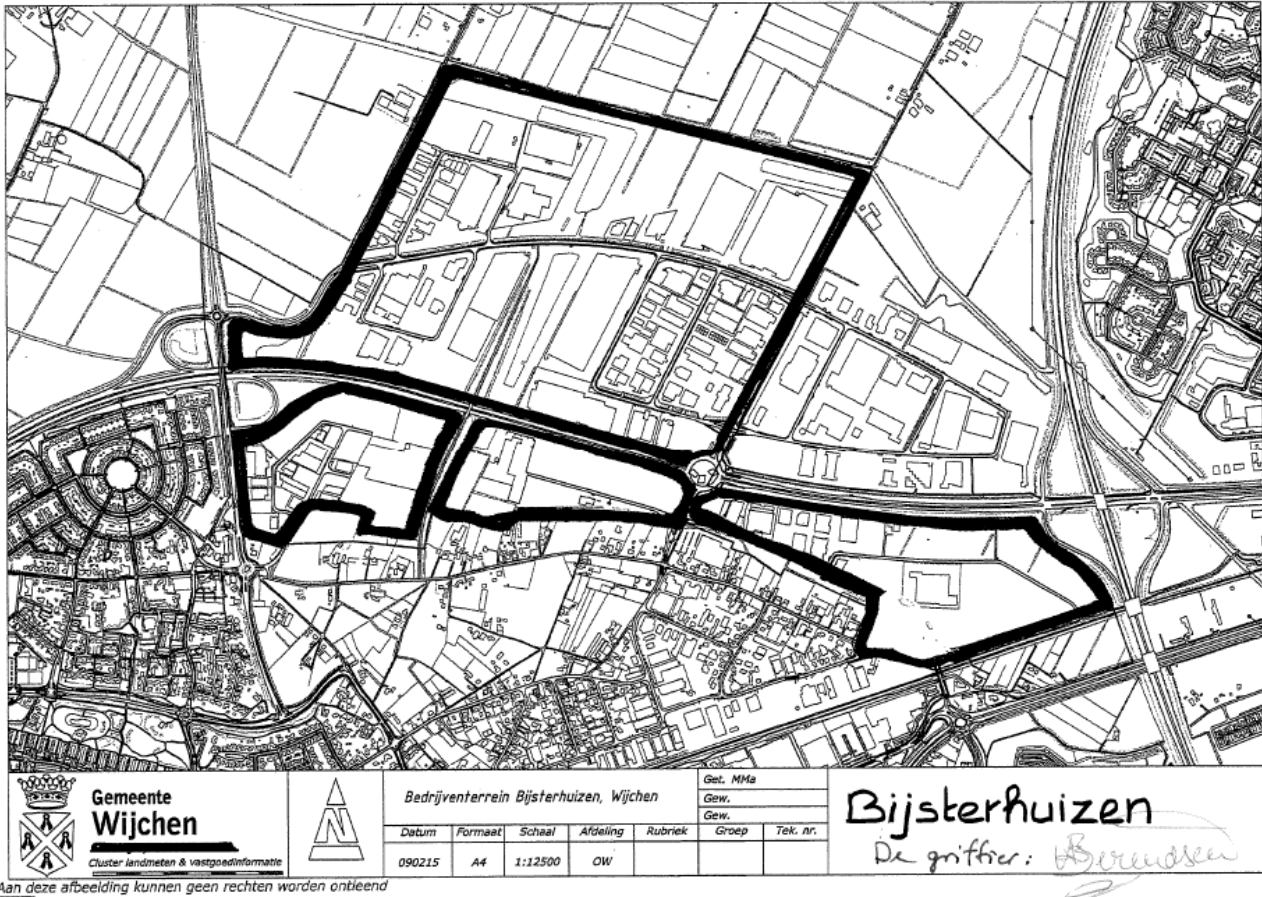 Gemeente
Wijchen
Cluster landmeten & vastgoedinformatie
N
Bedrijventerrein Bijsterhuizen, Wijchen
Datum Formaat Schaal Afdeling Rubriek
090215 A4 1:12500 OW
Get. MMa
Gew.
Gew.
Groep Tek. nr.
Bijsterhuizen
De griffier: Berendsen
Aan deze afbeelding kunnen geen rechten worden ontleend